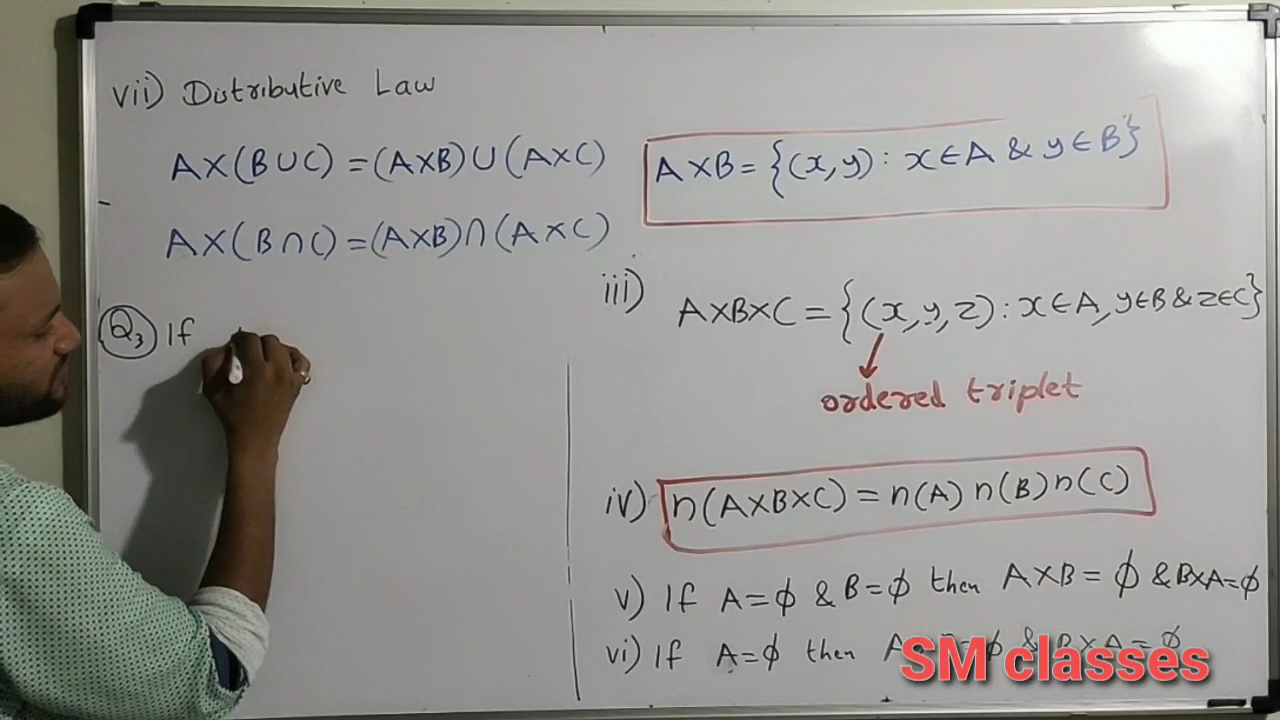 vii) Distributive Law
A×(B∪C) = (A×B)∪(A×C)
A×(B∩C) = (A×B)∩(A×C)
Q3) If
A×B = {(x,y) : x∈A & y∈B}
iii) A×B×C = {(x,y,z) : x∈A, y∈B & z∈C}
ordered triplet
iv) n(A×B×C) = n(A) n(B) n(C)
v) If A=ϕ & B=ϕ then A×B = ϕ & B×A=ϕ
vi) If A=ϕ then A =ϕ & B×A=ϕ
SM classes